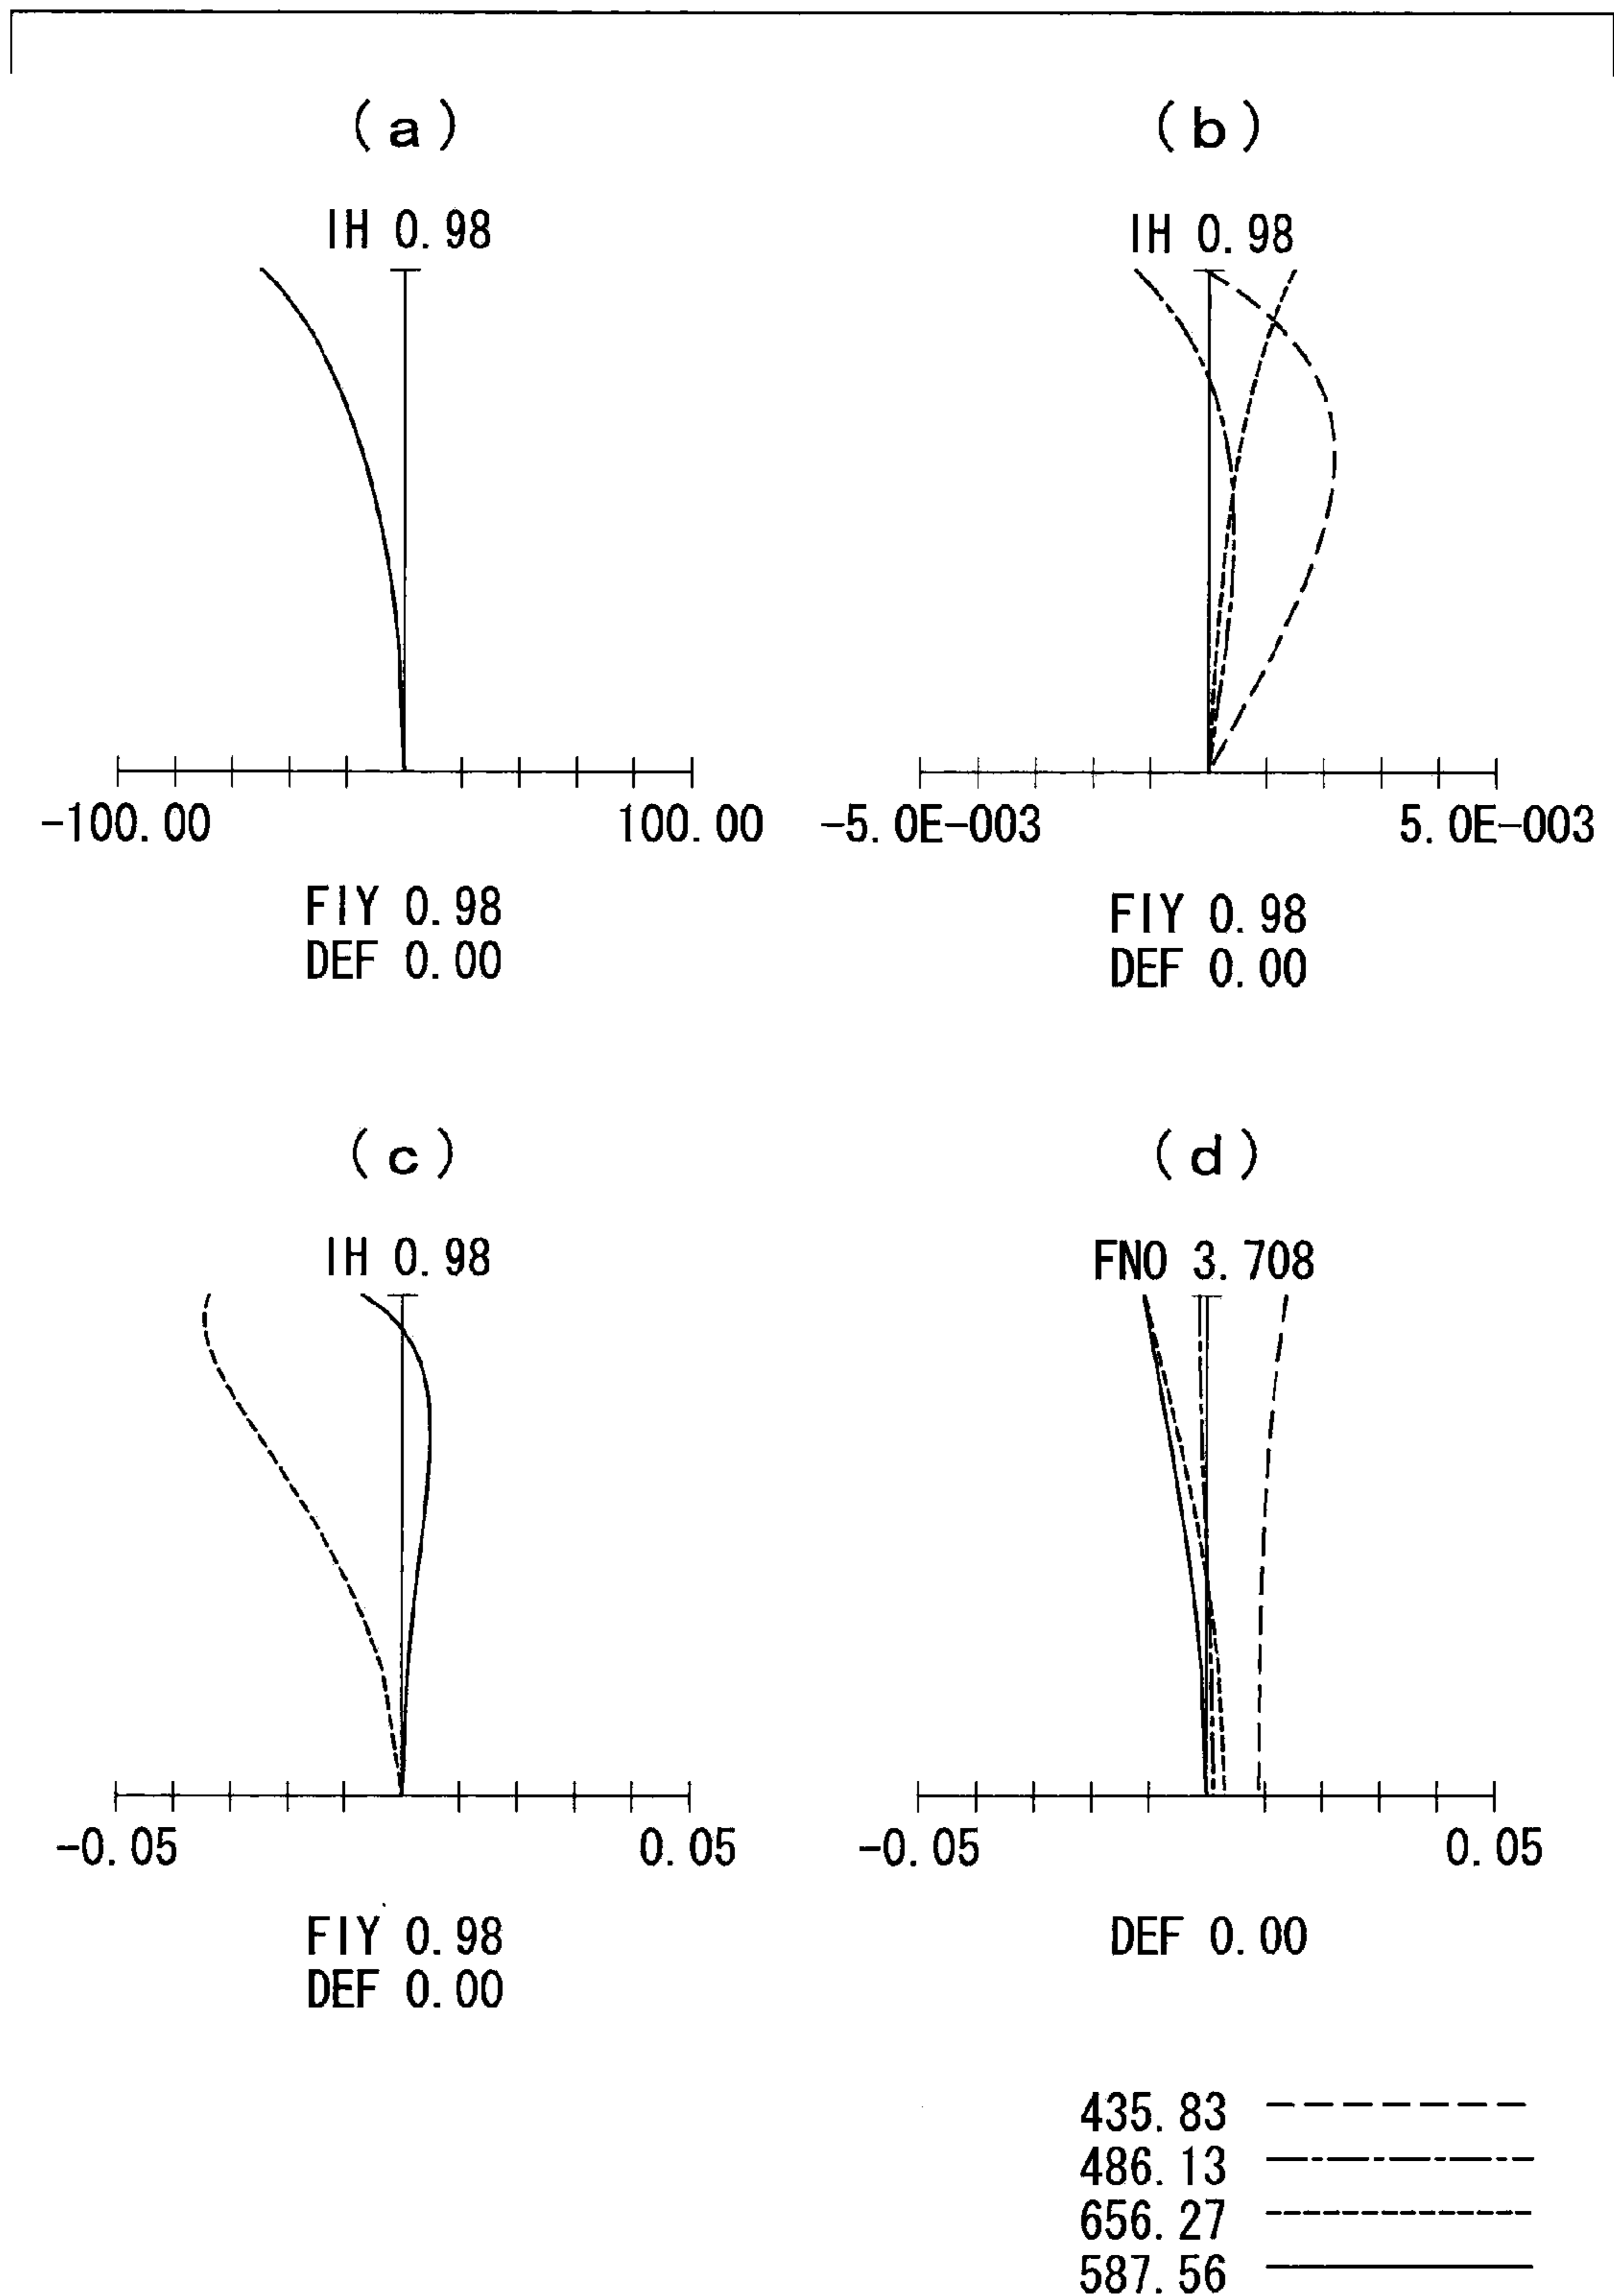 (a)
IH 0.98
-100.00 100.00
FIY 0.98
DEF 0.00
(b)
IH 0.98
-5.0E-003 5.0E-003
FIY 0.98
DEF 0.00
(c)
IH 0.98
-0.05 0.05
FIY 0.98
DEF 0.00
(d)
FNO 3.708
-0.05 0.05
DEF 0.00
435.83
486.13
656.27
587.56